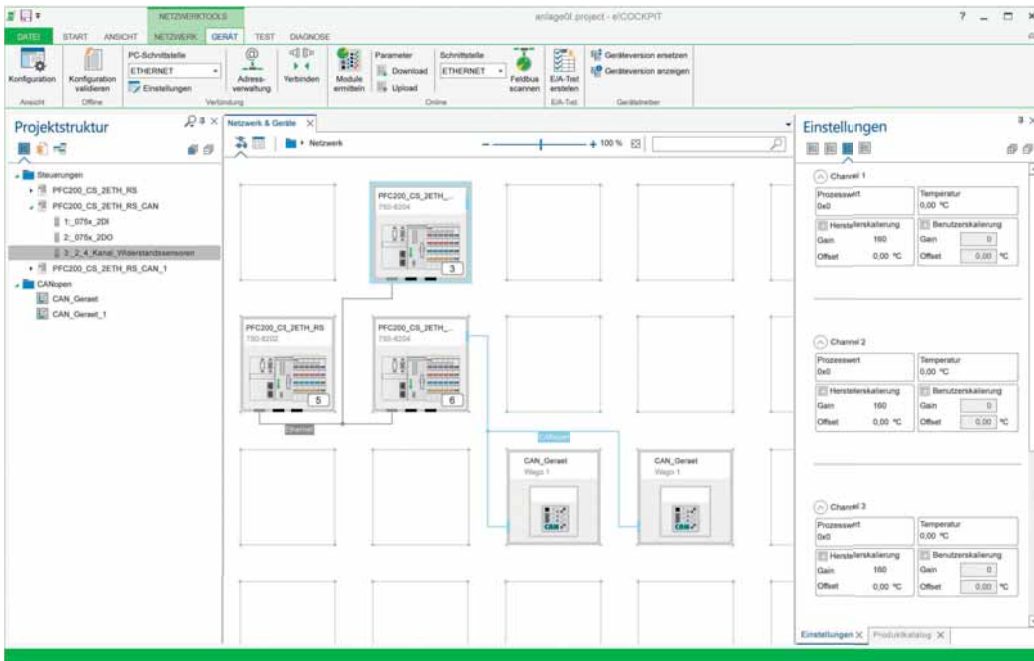 NETZWERKTOOLS
anlage01.project - e!COCKPIT
DATEI START ANSICHT NETZWERK GERÄT TEST DIAGNOSE
Konfiguration
Ansicht
Konfiguration validieren
Offline
PC-Schnittstelle
ETHERNET
Einstellungen
Adress-
verwaltung
Verbinden
Verbindung
Module
ermitteln
Parameter
Download
Upload
Schnittstelle
ETHERNET
Feldbus
scannen
Online
E/A-Test
erstellen
E/A-Test
Geräteversion ersetzen
Geräteversion anzeigen
Gerätetreiber
Projektstruktur
Steuerungen
PFC200_CS_2ETH_RS
PFC200_CS_2ETH_RS_CAN
1:_075x_2DI
2:_075x_2DO
3:_2_4_Kanal_Widerstandssensoren
PFC200_CS_2ETH_RS_CAN_1
CANopen
CAN_Geraet
CAN_Geraet_1
Netzwerk & Geräte
Netzwerk
100 %
PFC200_CS_2ETH_...
750-8204
3
PFC200_CS_2ETH_RS
750-8202
5
PFC200_CS_2ETH_...
750-8204
6
Ethernet
CANopen
CAN_Geraet
Wago 1
CAN
CAN_Geraet
Wago 1
CAN
Einstellungen
Channel 1
Prozesswert
0x0
Temperatur
0,00 °C
Herstellerskalierung
Gain 160
Offset 0,00 °C
Benutzerskalierung
Gain 0
Offset 0,00 °C
Channel 2
Prozesswert
0x0
Temperatur
0,00 °C
Herstellerskalierung
Gain 160
Offset 0,00 °C
Benutzerskalierung
Gain 0
Offset 0,00 °C
Channel 3
Prozesswert
0x0
Temperatur
0,00 °C
Herstellerskalierung
Gain 160
Offset 0,00 °C
Benutzerskalierung
Gain 0
Offset 0,00 °C
Einstellungen
Produktkatalog